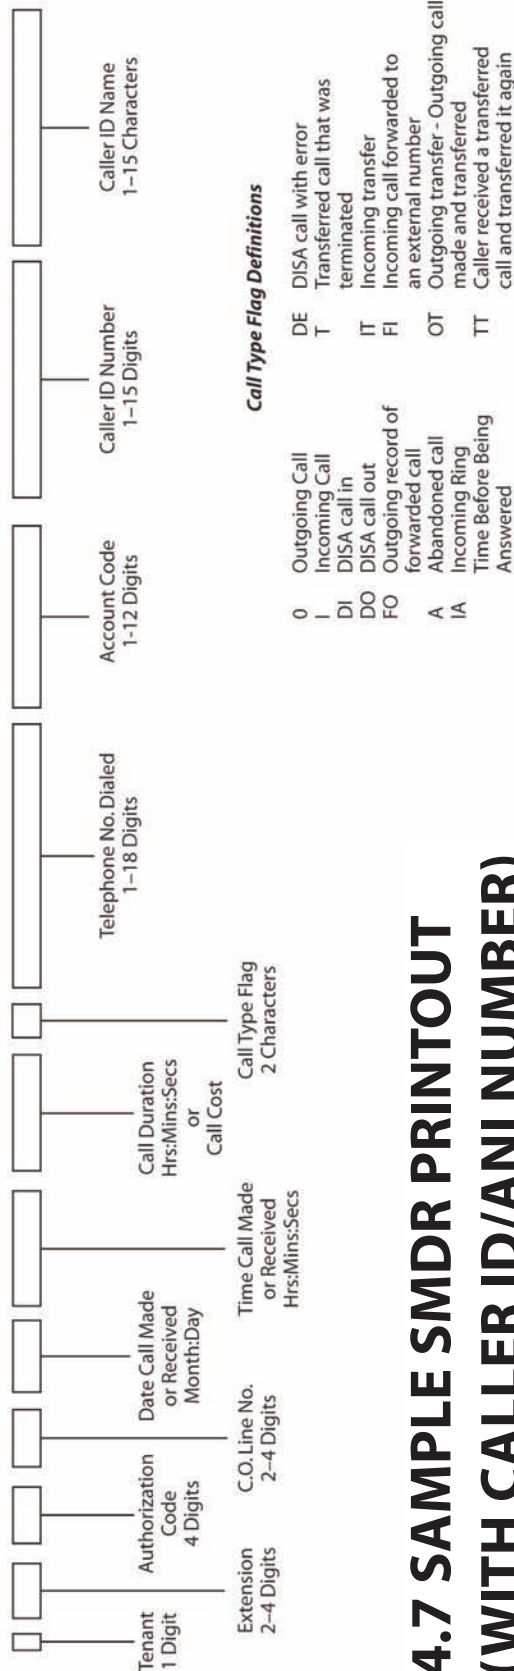 4.7 SAMPLE SMDR PRINTOUT
(WITH CALLER ID/ANI NUMBER)
Tenant
1 Digit
Extension
2–4 Digits
Authorization
Code
4 Digits
C.O. Line No.
2–4 Digits
Date Call Made
or Received
Month:Day
Time Call Made
or Received
Hrs:Mins:Secs
Call Duration
Hrs:Mins:Secs
or
Call Cost
Call Type Flag
2 Characters
Telephone No. Dialed
1–18 Digits
Account Code
1-12 Digits
Caller ID Number
1–15 Digits
Caller ID Name
1–15 Characters
Call Type Flag Definitions
0 Outgoing Call
I Incoming Call
DI DISA call in
DO DISA call out
FO Outgoing record of
forwarded call
A Abandoned call
IA Incoming Ring
Time Before Being
Answered
DE DISA call with error
T Transferred call that was
terminated
IT Incoming transfer
FI Incoming call forwarded to
an external number
OT Outgoing transfer - Outgoing call
made and transferred
TT Caller received a transferred
call and transferred it again